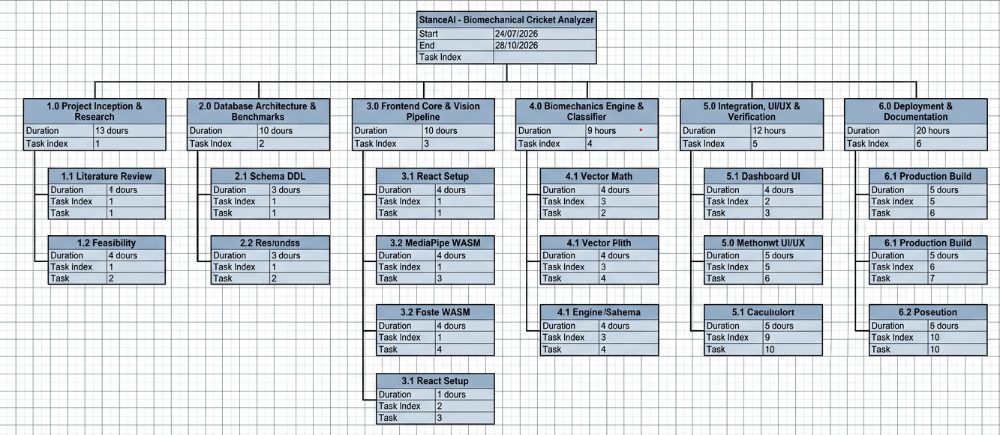 StanceAI - Biomechanical Cricket Analyzer
Start 24/07/2026
End 28/10/2026
Task Index
1.0 Project Inception &
Research
Duration 13 dours
Task index 1
1.1 Literature Review
Duration dours
Task Index 1
Task 1
1.2 Feasibility
Duration 4 dours
Task index 1
Task 2
2.0 Database Architecture &
Benchmarks
Duration 10 dours
Task Index 2
2.1 Schema DDL
Duration 3 dours
Task Index 1
Task 1
2.2
Duration 3 dours
Task Index 1
Task 2
3.0 Frontend Core & Vision
Pipeline
Duration 10 dours
Task Index 3
3.1 React Setup
Duration 4 dours
Task Index 1
Task 1
3.2 MediaPipe WASM
Duration 4 dours
Task Index 1
Task 3
3.2 Foste WASM
Duration 4 dours
Task Index 1
Task 4
3.1 React Setup
Duration 1 dours
Task Index 2
Task 3
4.0 Biomechanics Engine &
Classifier
Duration 9 hours
Task index 4
4.1 Vector Math
Duration 4 dours
Task Index 3
Task 2
4.1 Vector Plith
Duration 4 dours
Task Index 3
Task 4
4.1 Engine/Sahema
Duration 4 dours
Task Index 3
Task 4
5.0 Integration, UI/UX &
Verification
Duration 12 hours
Task Index 5
5.1 Dashboard UI
Duration 4 dours
Task Index 2
Task 3
5.0 Methonwt UI/UX
Duration 5 dours
Task Index 5
Task 6
5.1
Duration 5 dours
Task Index 9
Task 10
6.0 Deployment &
Documentation
Duration 20 hours
Task Index 6
6.1 Production Build
Duration 5 dours
Task Index 5
Task 6
6.1 Production Build
Duration 5 dours
Task Index 6
Task 7
6.2 Poseution
Duration 6 dours
Task Index 10
Task 10